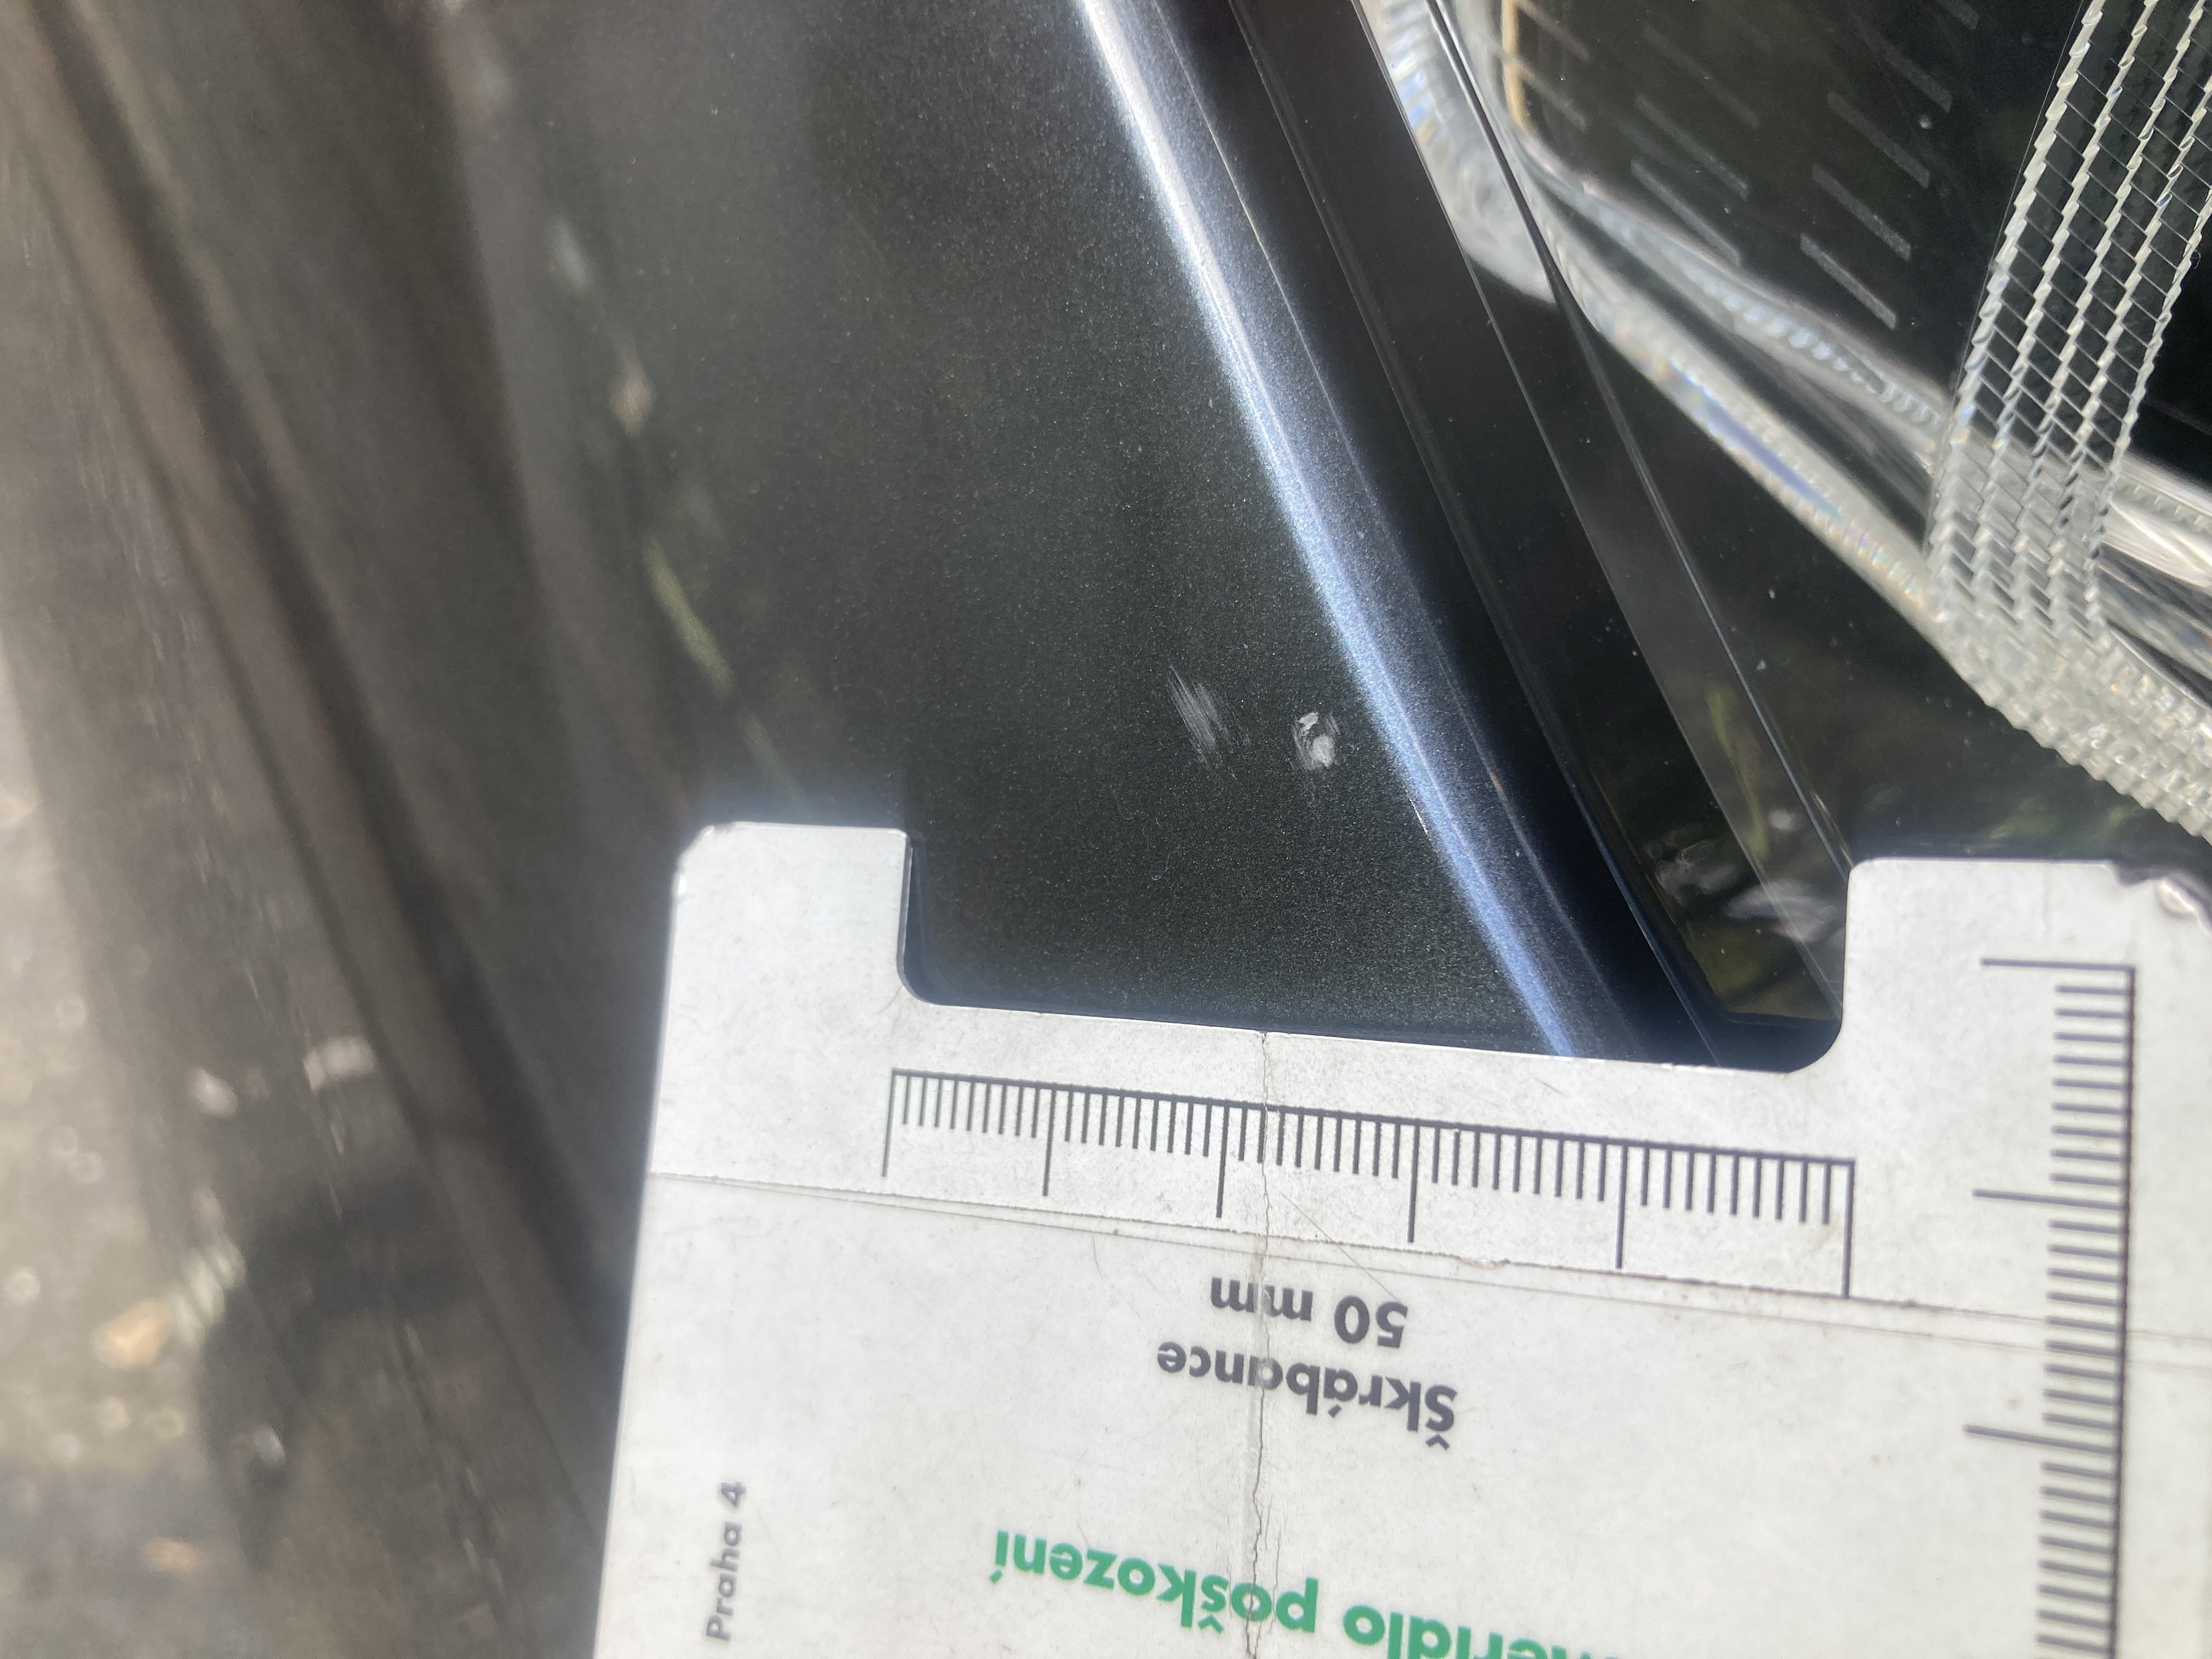 poškození
Škrábance
50 mm
Praha 4